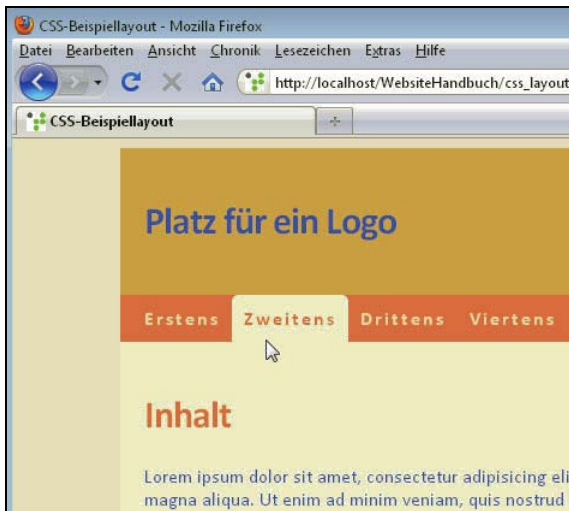 CSS-Beispiellayout - Mozilla Firefox
Datei Bearbeiten Ansicht Chronik Lesezeichen Extras Hilfe
http://localhost/WebsiteHandbuch/css_layout
CSS-Beispiellayout
Platz für ein Logo
Erstens Zweitens Drittens Viertens
Inhalt
Lorem ipsum dolor sit amet, consectetur adipisicing eli
magna aliqua. Ut enim ad minim veniam, quis nostrud